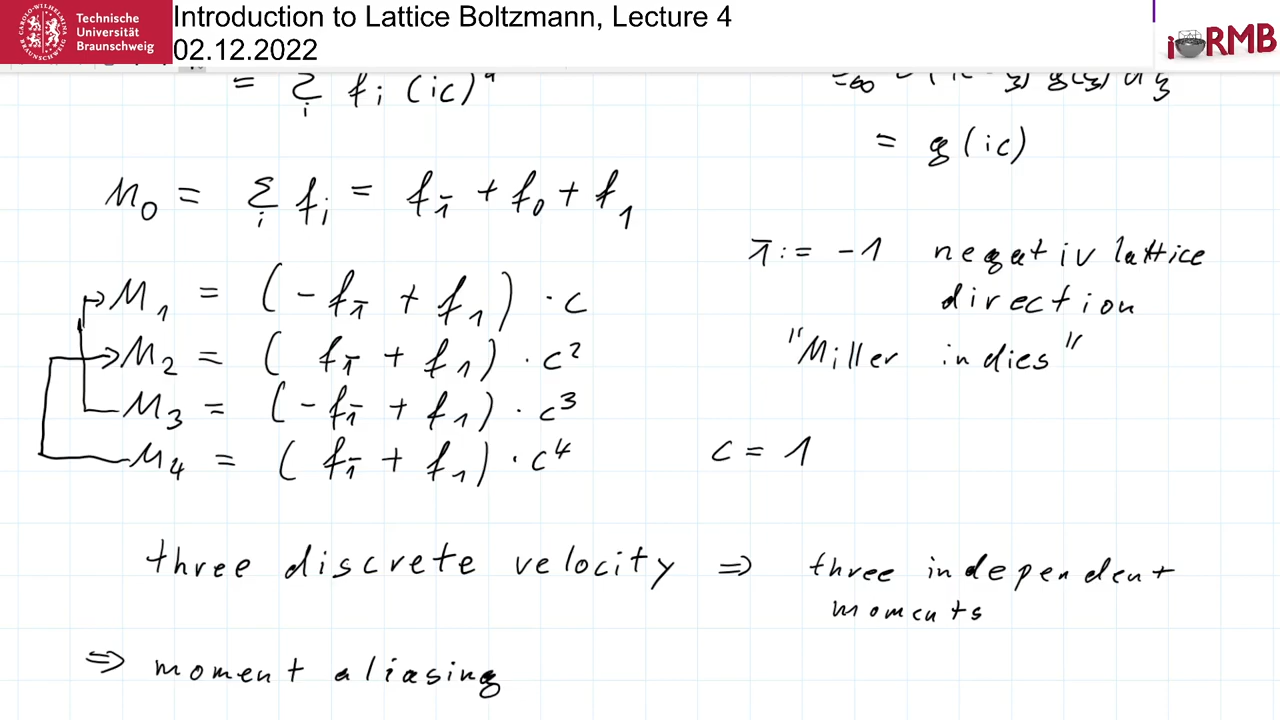 Technische
Universität
Braunschweig
Introduction to Lattice Boltzmann, Lecture 4
02.12.2022
iRMB
= Σ_i f_i (ic)^a
= g(ic)
M_0 = Σ_i f_i = f_1̄ + f_0 + f_1
1̄ := -1 negativ lattice
direction
"Miller indies"
M_1 = (- f_1̄ + f_1) · c
M_2 = ( f_1̄ + f_1) · c²
M_3 = (- f_1̄ + f_1) · c³
M_4 = ( f_1̄ + f_1) · c⁴
c = 1
three discrete velocity ⇒ three independent
moments
⇒ moment aliasing